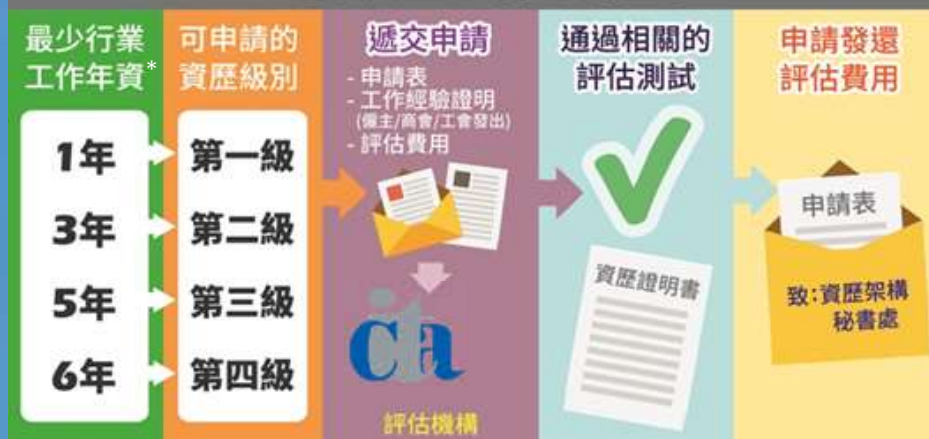 最少行業
工作年資*
1年
3年
5年
6年
可申請的
資歷級別
第一級
第二級
第三級
第四級
遞交申請
- 申請表
- 工作經驗證明
(僱主/商會/工會發出)
- 評估費用
cita
評估機構
通過相關的
評估測試
資歷證明書
申請發還
評估費用
申請表
致:資歷架構
秘書處